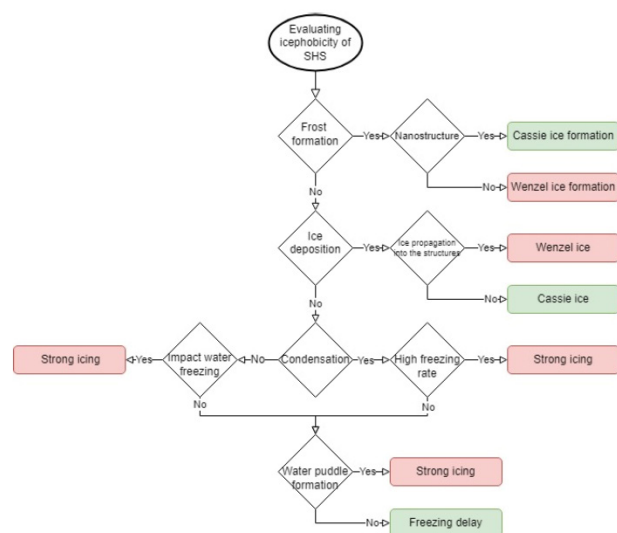 Evaluating
icephobicity of
SHS
Frost
formation
Yes
Nanostructure
Yes
Cassie ice formation
No
Wenzel ice formation
No
Ice
deposition
Yes
Ice propagation
into the structures
Yes
Wenzel ice
No
Cassie ice
No
Strong icing
Yes
Impact water
freezing
No
Condensation
Yes
High freezing
rate
Yes
Strong icing
No
No
Water puddle
formation
Yes
Strong icing
No
Freezing delay